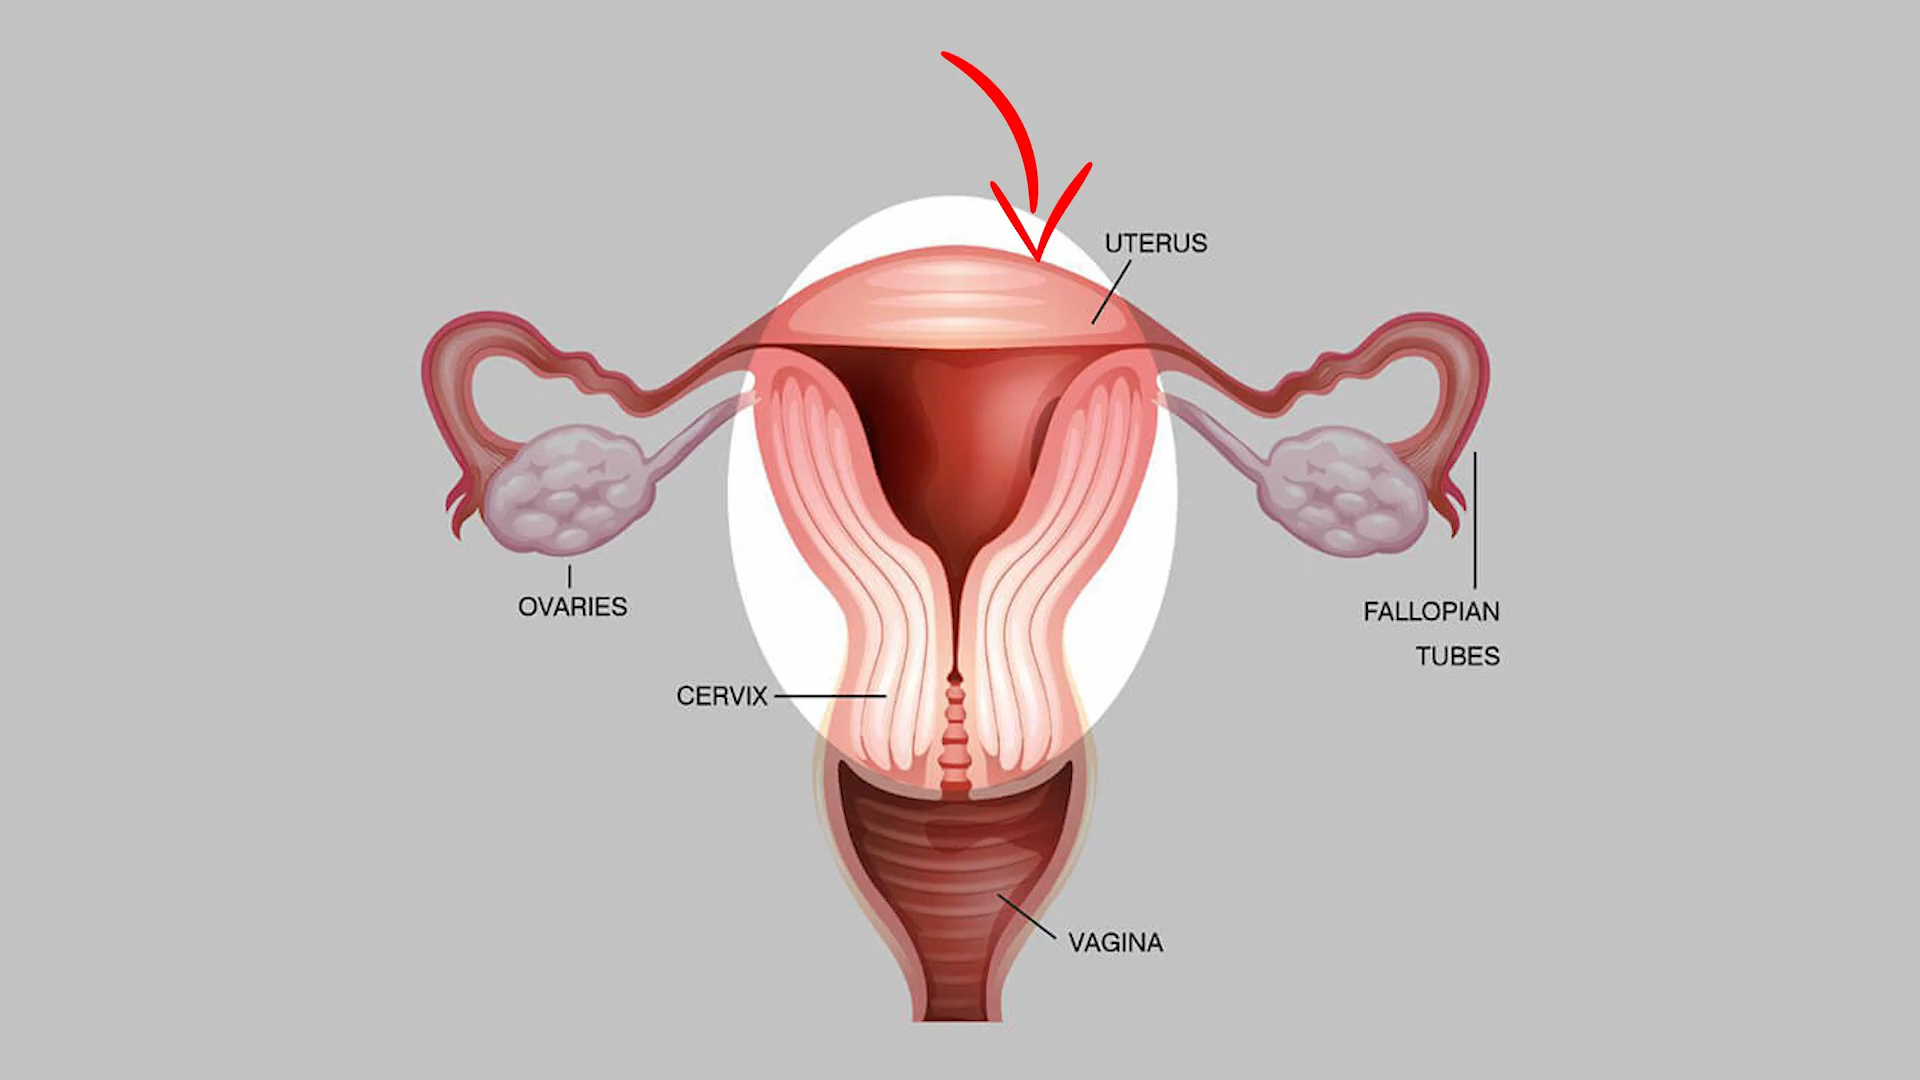 UTERUS
OVARIES
FALLOPIAN
TUBES
CERVIX
VAGINA